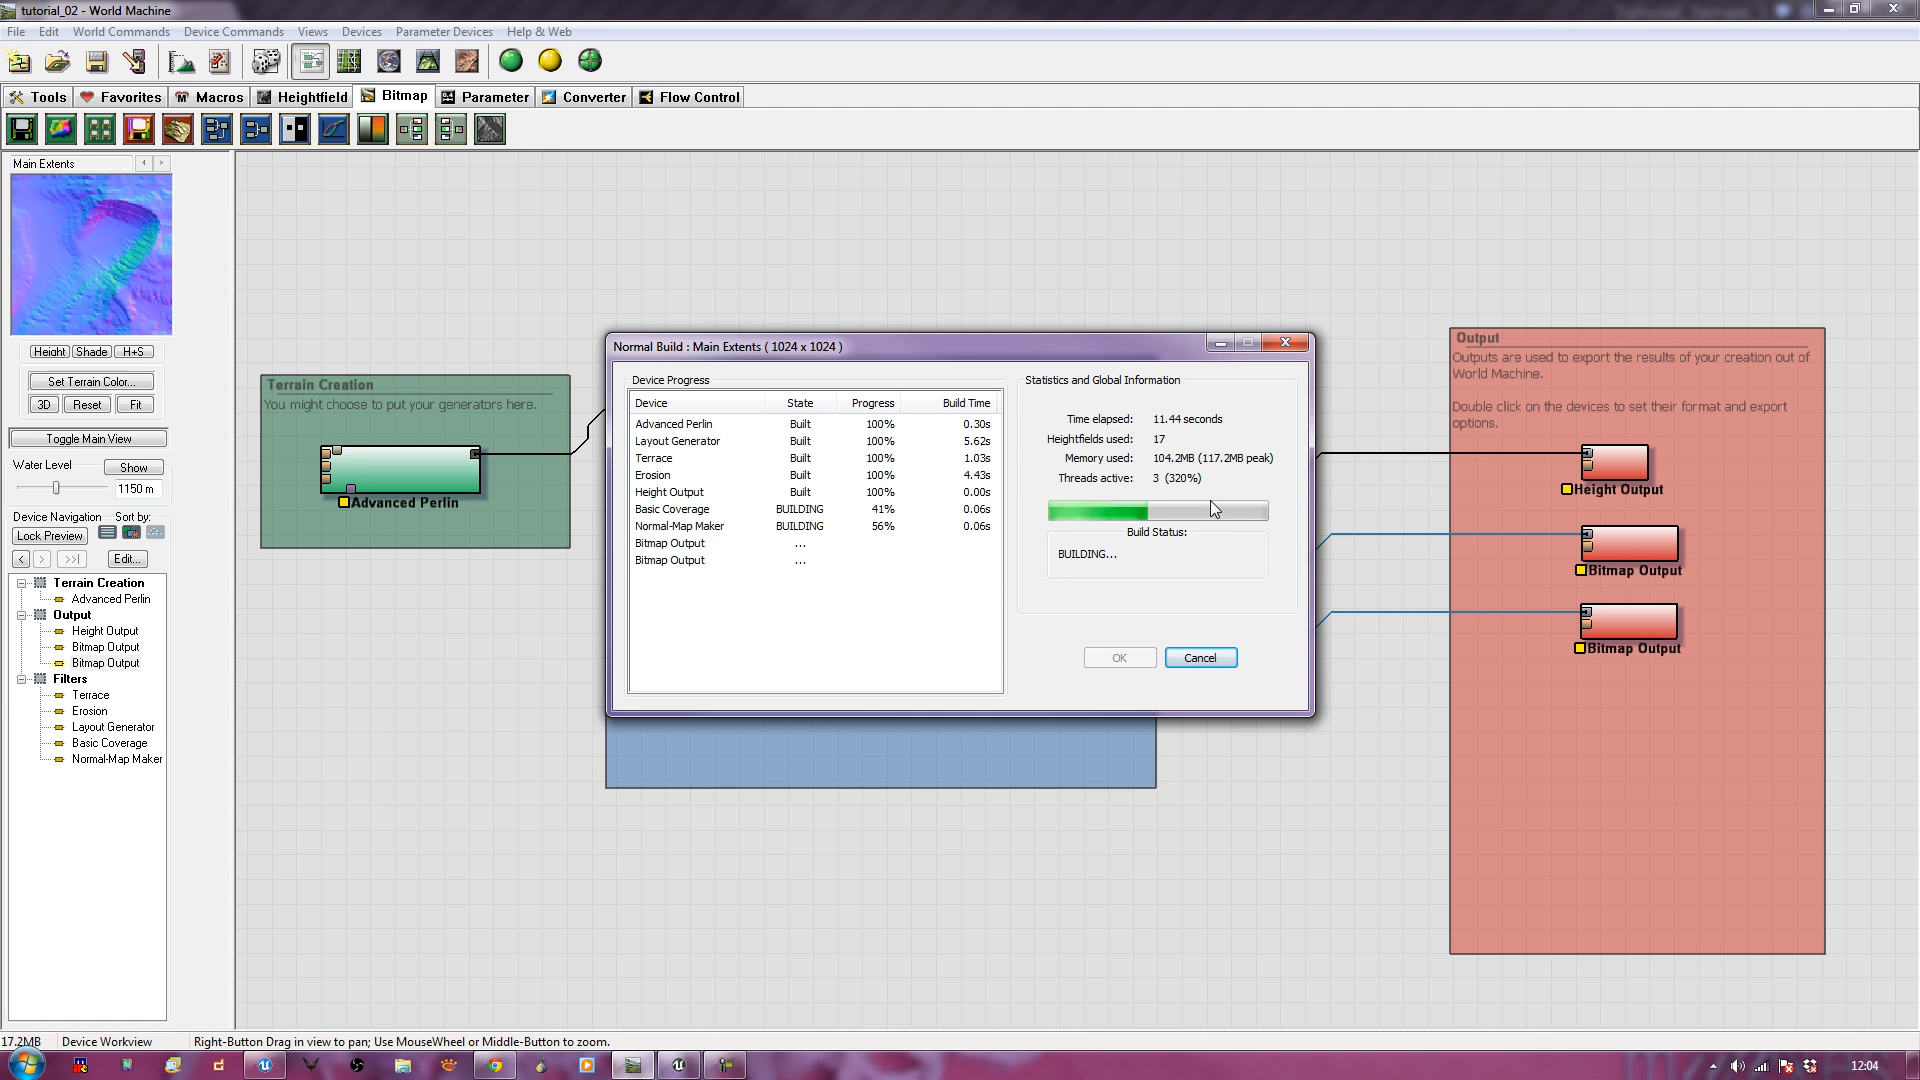 tutorial_02 - World Machine
File Edit World Commands Device Commands Views Devices Parameter Devices Help & Web
Tools Favorites Macros Heightfield Bitmap Parameter Converter Flow Control
Main Extents
Height Shade H+S
Set Terrain Color...
3D Reset Fit
Toggle Main View
Water Level Show
1150 m
Device Navigation Sort by:
Lock Preview
< > >>| Edit...
Terrain Creation
Advanced Perlin
Output
Height Output
Bitmap Output
Bitmap Output
Filters
Terrace
Erosion
Layout Generator
Basic Coverage
Normal-Map Maker
Terrain Creation
You might choose to put your generators here.
Advanced Perlin
Normal Build : Main Extents ( 1024 x 1024 )
Device Progress
Device State Progress Build Time
Advanced Perlin Built 100% 0.30s
Layout Generator Built 100% 5.62s
Terrace Built 100% 1.03s
Erosion Built 100% 4.43s
Height Output Built 100% 0.00s
Basic Coverage BUILDING 41% 0.06s
Normal-Map Maker BUILDING 56% 0.06s
Bitmap Output ...
Bitmap Output ...
Statistics and Global Information
Time elapsed: 11.44 seconds
Heightfields used: 17
Memory used: 104.2MB (117.2MB peak)
Threads active: 3 (320%)
Build Status:
BUILDING...
OK Cancel
Output
Outputs are used to export the results of your creation out of
World Machine.
Double click on the devices to set their format and export
options.
Height Output
Bitmap Output
Bitmap Output
17.2MB Device Workview Right-Button Drag in view to pan; Use MouseWheel or Middle-Button to zoom.
12:04